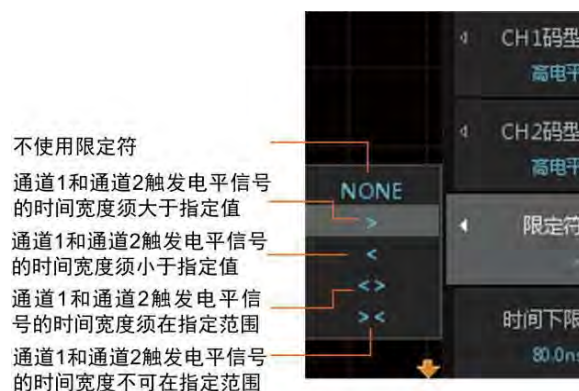 CH1码型
高电平
CH2码型
高电平
不使用限定符
通道1和通道2触发电平信号
的时间宽度须大于指定值
通道1和通道2触发电平信号
的时间宽度须小于指定值
通道1和通道2触发电平信
号的时间宽度须在指定范围
通道1和通道2触发电平信号
的时间宽度不可在指定范围
NONE
>
<
<>
><
限定符
时间下限
80.0ns